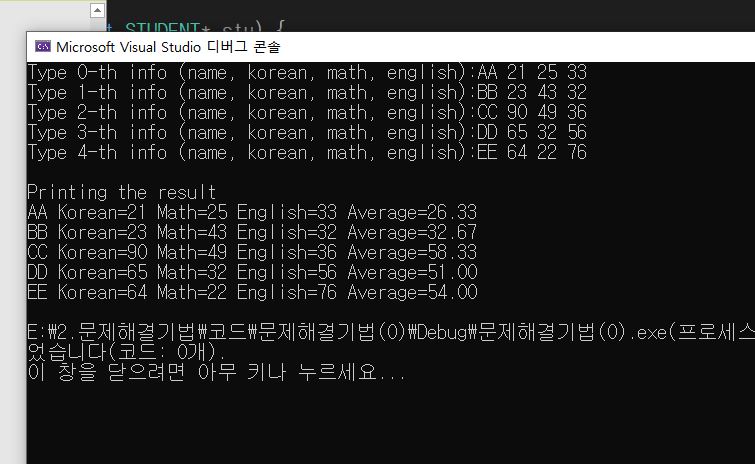 STUDENT* stu) {
Microsoft Visual Studio 디버그 콘솔
Type 0-th info (name, korean, math, english):AA 21 25 33
Type 1-th info (name, korean, math, english):BB 23 43 32
Type 2-th info (name, korean, math, english):CC 90 49 36
Type 3-th info (name, korean, math, english):DD 65 32 56
Type 4-th info (name, korean, math, english):EE 64 22 76
Printing the result
AA Korean=21 Math=25 English=33 Average=26.33
BB Korean=23 Math=43 English=32 Average=32.67
CC Korean=90 Math=49 English=36 Average=58.33
DD Korean=65 Math=32 English=56 Average=51.00
EE Korean=64 Math=22 English=76 Average=54.00
E:\2.문제해결기법\코드\문제해결기법(0)\Debug\문제해결기법(0).exe(프로세스
었습니다(코드: 0개).
이 창을 닫으려면 아무 키나 누르세요...